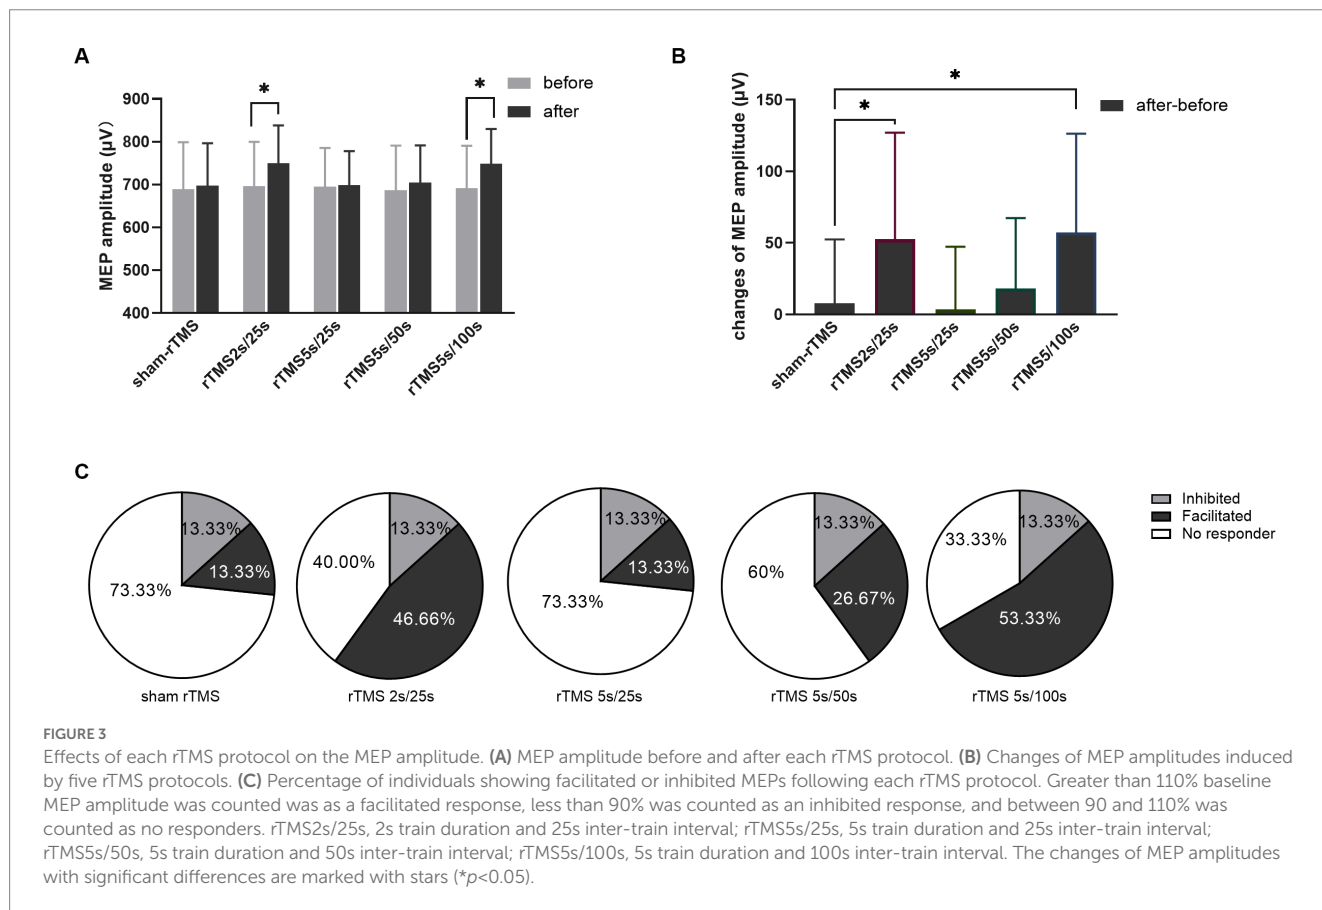 A
before
after
*
*
900
800
700
600
500
400
MEP amplitude (μV)
sham-rTMS
rTMS2s/25s
rTMS5s/25s
rTMS5s/50s
rTMS5s/100s
B
after-before
*
*
150
100
50
0
changes of MEP amplitude (μV)
sham-rTMS
rTMS2s/25s
rTMS5s/25s
rTMS5s/50s
rTMS5/100s
C
13.33%
13.33%
73.33%
sham rTMS
13.33%
40.00%
46.66%
rTMS 2s/25s
13.33%
13.33%
73.33%
rTMS 5s/25s
13.33%
60%
26.67%
rTMS 5s/50s
13.33%
33.33%
53.33%
rTMS 5s/100s
Inhibited
Facilitated
No responder
FIGURE 3
Effects of each rTMS protocol on the MEP amplitude. (A) MEP amplitude before and after each rTMS protocol. (B) Changes of MEP amplitudes induced
by five rTMS protocols. (C) Percentage of individuals showing facilitated or inhibited MEPs following each rTMS protocol. Greater than 110% baseline
MEP amplitude was counted was as a facilitated response, less than 90% was counted as an inhibited response, and between 90 and 110% was
counted as no responders. rTMS2s/25s, 2s train duration and 25s inter-train interval; rTMS5s/25s, 5s train duration and 25s inter-train interval;
rTMS5s/50s, 5s train duration and 50s inter-train interval; rTMS5s/100s, 5s train duration and 100s inter-train interval. The changes of MEP amplitudes
with significant differences are marked with stars (*p<0.05).